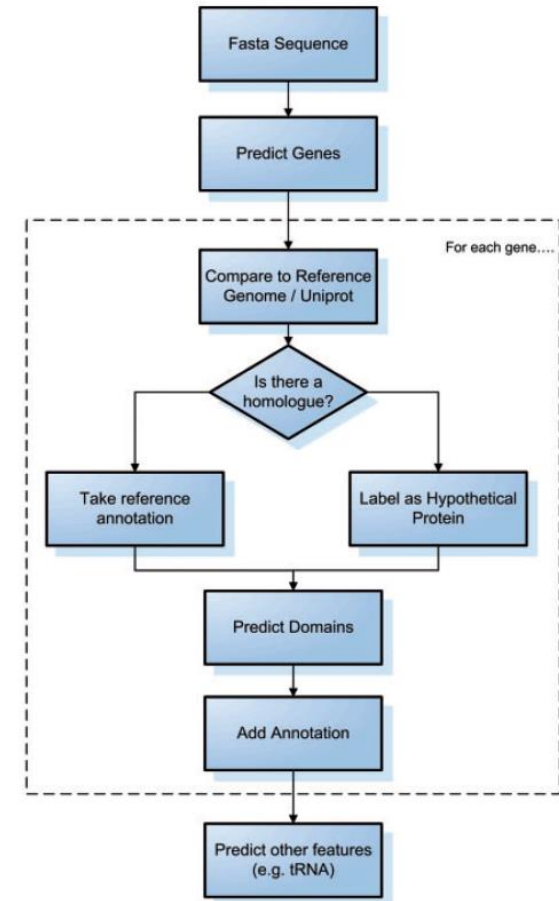 Fasta Sequence
Predict Genes
For each gene....
Compare to Reference
Genome / Uniprot
Is there a
homologue?
Take reference
annotation
Label as Hypothetical
Protein
Predict Domains
Add Annotation
Predict other features
(e.g. tRNA)